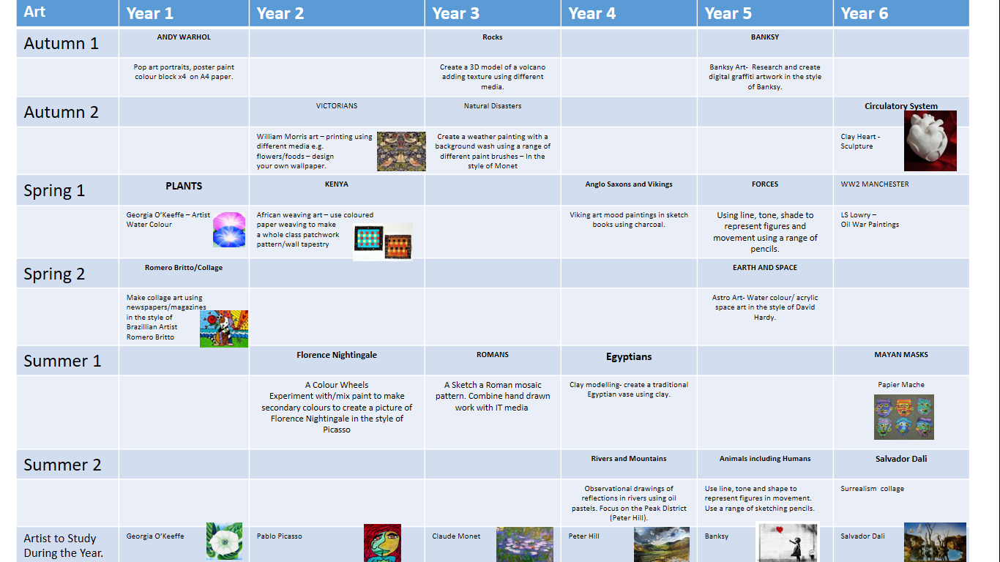 Art Year 1 Year 2 Year 3 Year 4 Year 5 Year 6
Autumn 1
ANDY WARHOL
Rocks
BANKSY
Pop art portraits, poster paint
colour block x4 on A4 paper.
Create a 3D model of a volcano
adding texture using different
media.
Banksy Art- Research and create
digital graffiti artwork in the style
of Banksy.
Autumn 2
VICTORIANS
Natural Disasters
Circulatory System
William Morris art – printing using
different media e.g.
flowers/foods – design
your own wallpaper.
Create a weather painting with a
background wash using a range of
different paint brushes – In the
style of Monet
Clay Heart -
Sculpture
Spring 1
PLANTS
KENYA
Anglo Saxons and Vikings
FORCES
WW2 MANCHESTER
Georgia O’Keeffe – Artist
Water Colour
African weaving art – use coloured
paper weaving to make
a whole class patchwork
pattern/wall tapestry
Viking art mood paintings in sketch
books using charcoal.
Using line, tone, shade to
represent figures and
movement using a range of
pencils.
LS Lowry –
Oil War Paintings
Spring 2
Romero Britto/Collage
EARTH AND SPACE
Make collage art using
newspapers/magazines
in the style of
Brazillian Artist
Romero Britto
Astro Art- Water colour/ acrylic
space art in the style of David
Hardy.
Summer 1
Florence Nightingale
ROMANS
Egyptians
MAYAN MASKS
A Colour Wheels
Experiment with/mix paint to make
secondary colours to create a picture of
Florence Nightingale in the style of
Picasso
A Sketch a Roman mosaic
pattern. Combine hand drawn
work with IT media
Clay modelling- create a traditional
Egyptian vase using clay.
Papier Mache
Summer 2
Rivers and Mountains
Animals including Humans
Salvador Dali
Observational drawings of
reflections in rivers using oil
pastels. Focus on the Peak District
(Peter Hill).
Use line, tone and shape to
represent figures in movement.
Use a range of sketching pencils.
Surrealism collage
Artist to Study
During the Year.
Georgia O’Keeffe
Pablo Picasso
Claude Monet
Peter Hill
Banksy
Salvador Dali